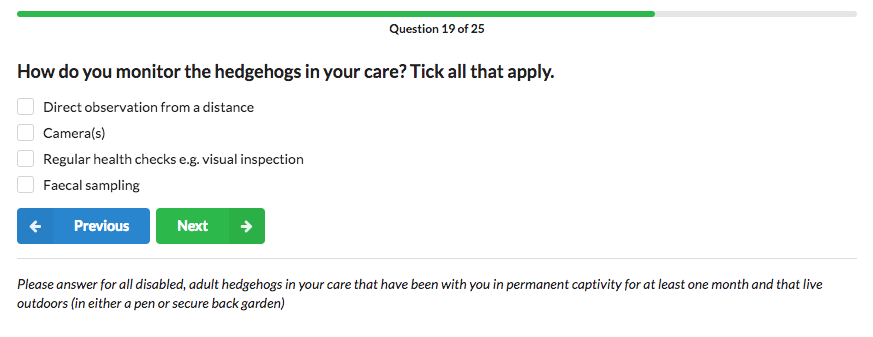 Question 19 of 25
How do you monitor the hedgehogs in your care? Tick all that apply.
Direct observation from a distance
Camera(s)
Regular health checks e.g. visual inspection
Faecal sampling
Previous Next
Please answer for all disabled, adult hedgehogs in your care that have been with you in permanent captivity for at least one month and that live
outdoors (in either a pen or secure back garden)